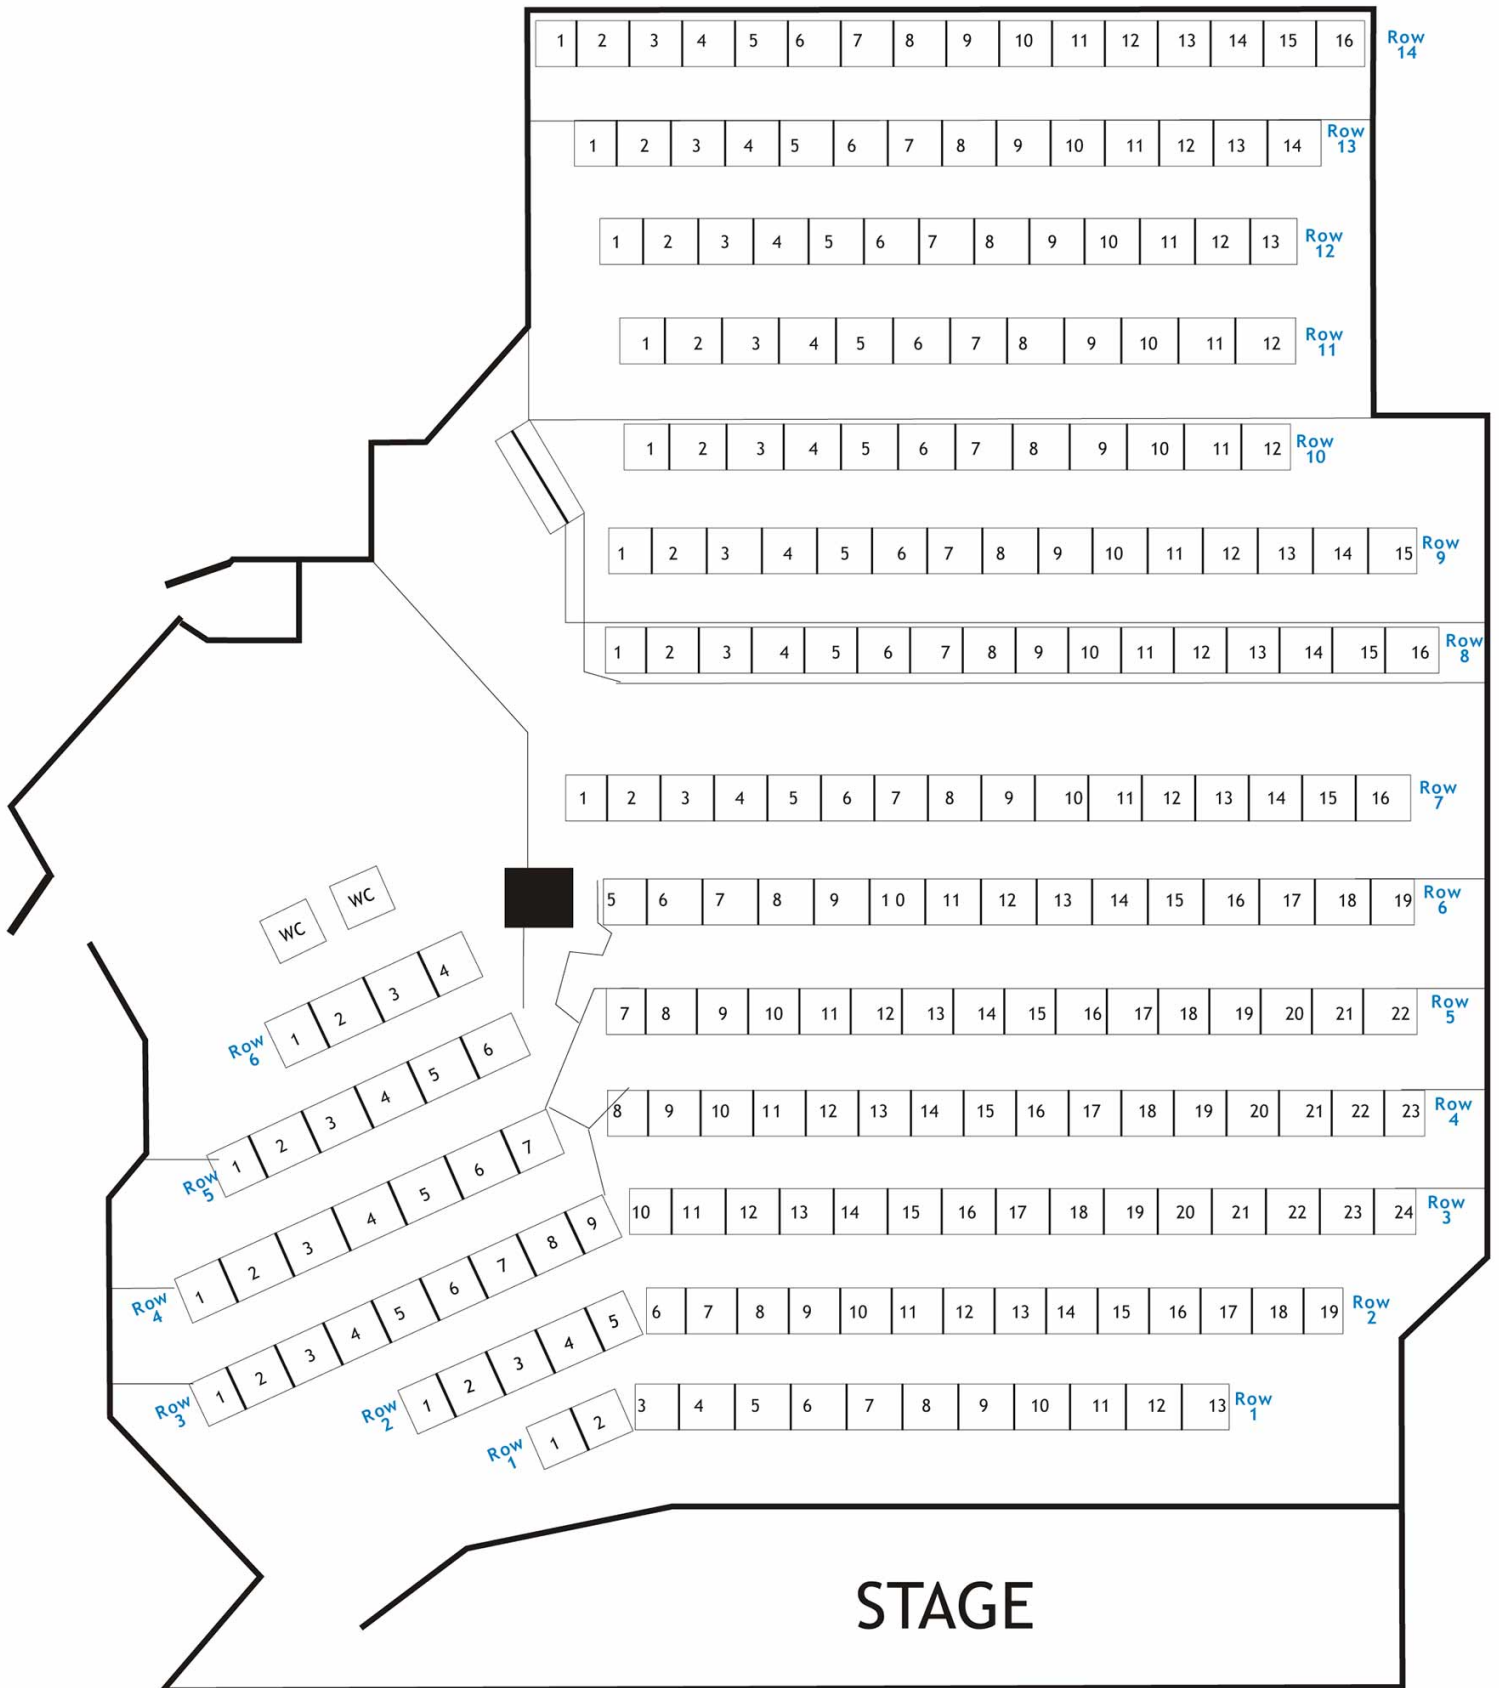 1 2 3 4 5 6 7 8 9 10 11 12 13 14 15 16 Row 14
1 2 3 4 5 6 7 8 9 10 11 12 13 14 Row 13
1 2 3 4 5 6 7 8 9 10 11 12 13 Row 12
1 2 3 4 5 6 7 8 9 10 11 12 Row 11
1 2 3 4 5 6 7 8 9 10 11 12 Row 10
1 2 3 4 5 6 7 8 9 10 11 12 13 14 15 Row 9
1 2 3 4 5 6 7 8 9 10 11 12 13 14 15 16 Row 8
1 2 3 4 5 6 7 8 9 10 11 12 13 14 15 16 Row 7
WC WC
Row 6 1 2 3 4
5 6 7 8 9 10 11 12 13 14 15 16 17 18 19 Row 6
Row 5 1 2 3 4 5 6
7 8 9 10 11 12 13 14 15 16 17 18 19 20 21 22 Row 5
Row 4 1 2 3 4 5 6 7
8 9 10 11 12 13 14 15 16 17 18 19 20 21 22 23 Row 4
Row 3 1 2 3 4 5 6 7 8 9
10 11 12 13 14 15 16 17 18 19 20 21 22 23 24 Row 3
Row 2 1 2 3 4 5
6 7 8 9 10 11 12 13 14 15 16 17 18 19 Row 2
Row 1 1 2
3 4 5 6 7 8 9 10 11 12 13 Row 1
STAGE